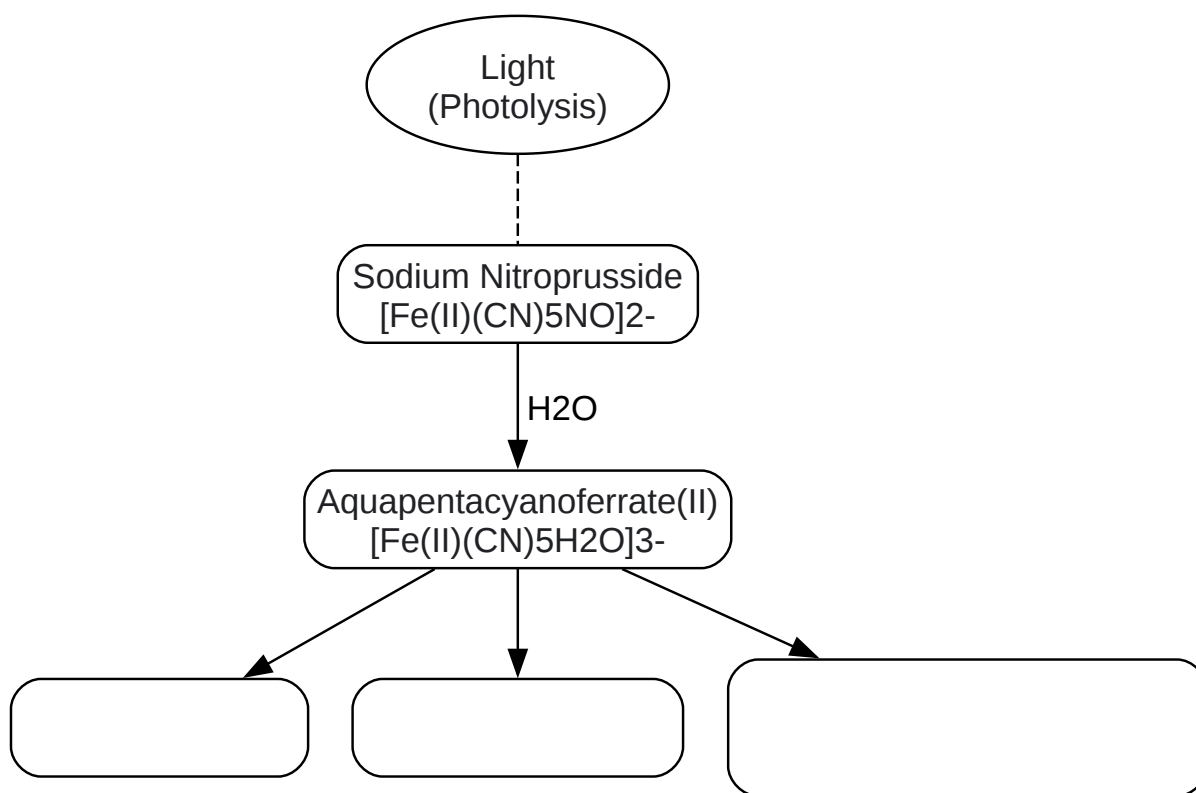 Light
(Photolysis)
Sodium Nitroprusside
[Fe(II)(CN)5NO]2-
H2O
Aquapentacyanoferrate(II)
[Fe(II)(CN)5H2O]3-